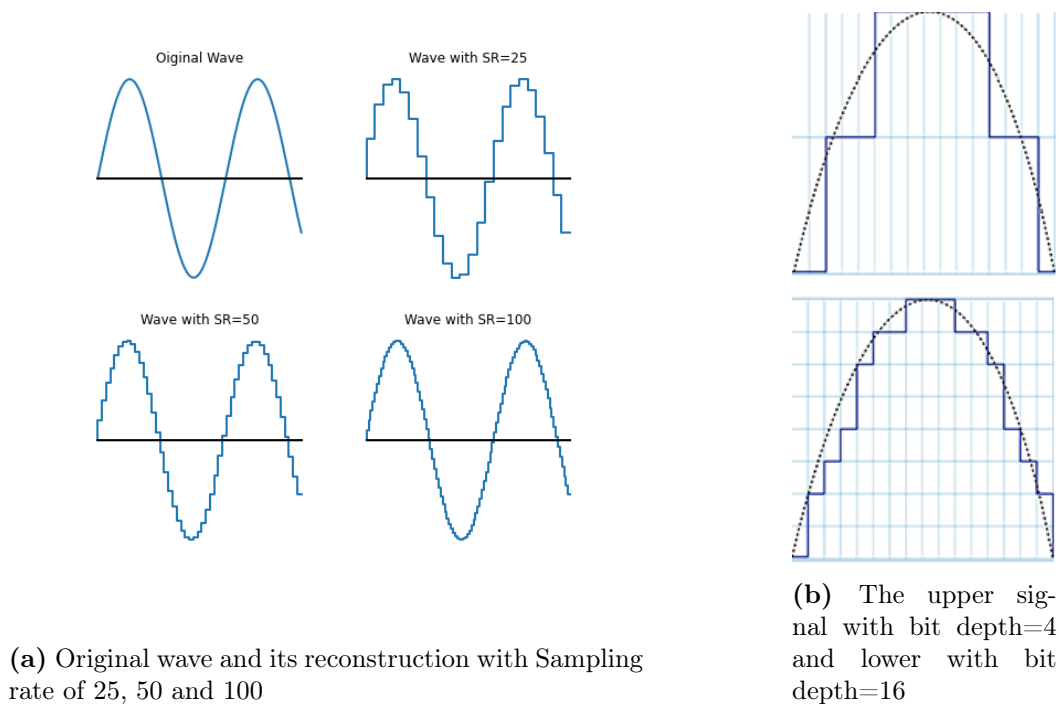 Oiginal Wave
Wave with SR=25
Wave with SR=50
Wave with SR=100
(a) Original wave and its reconstruction with Sampling
rate of 25, 50 and 100
(b) The upper sig-
nal with bit depth=4
and lower with bit
depth=16